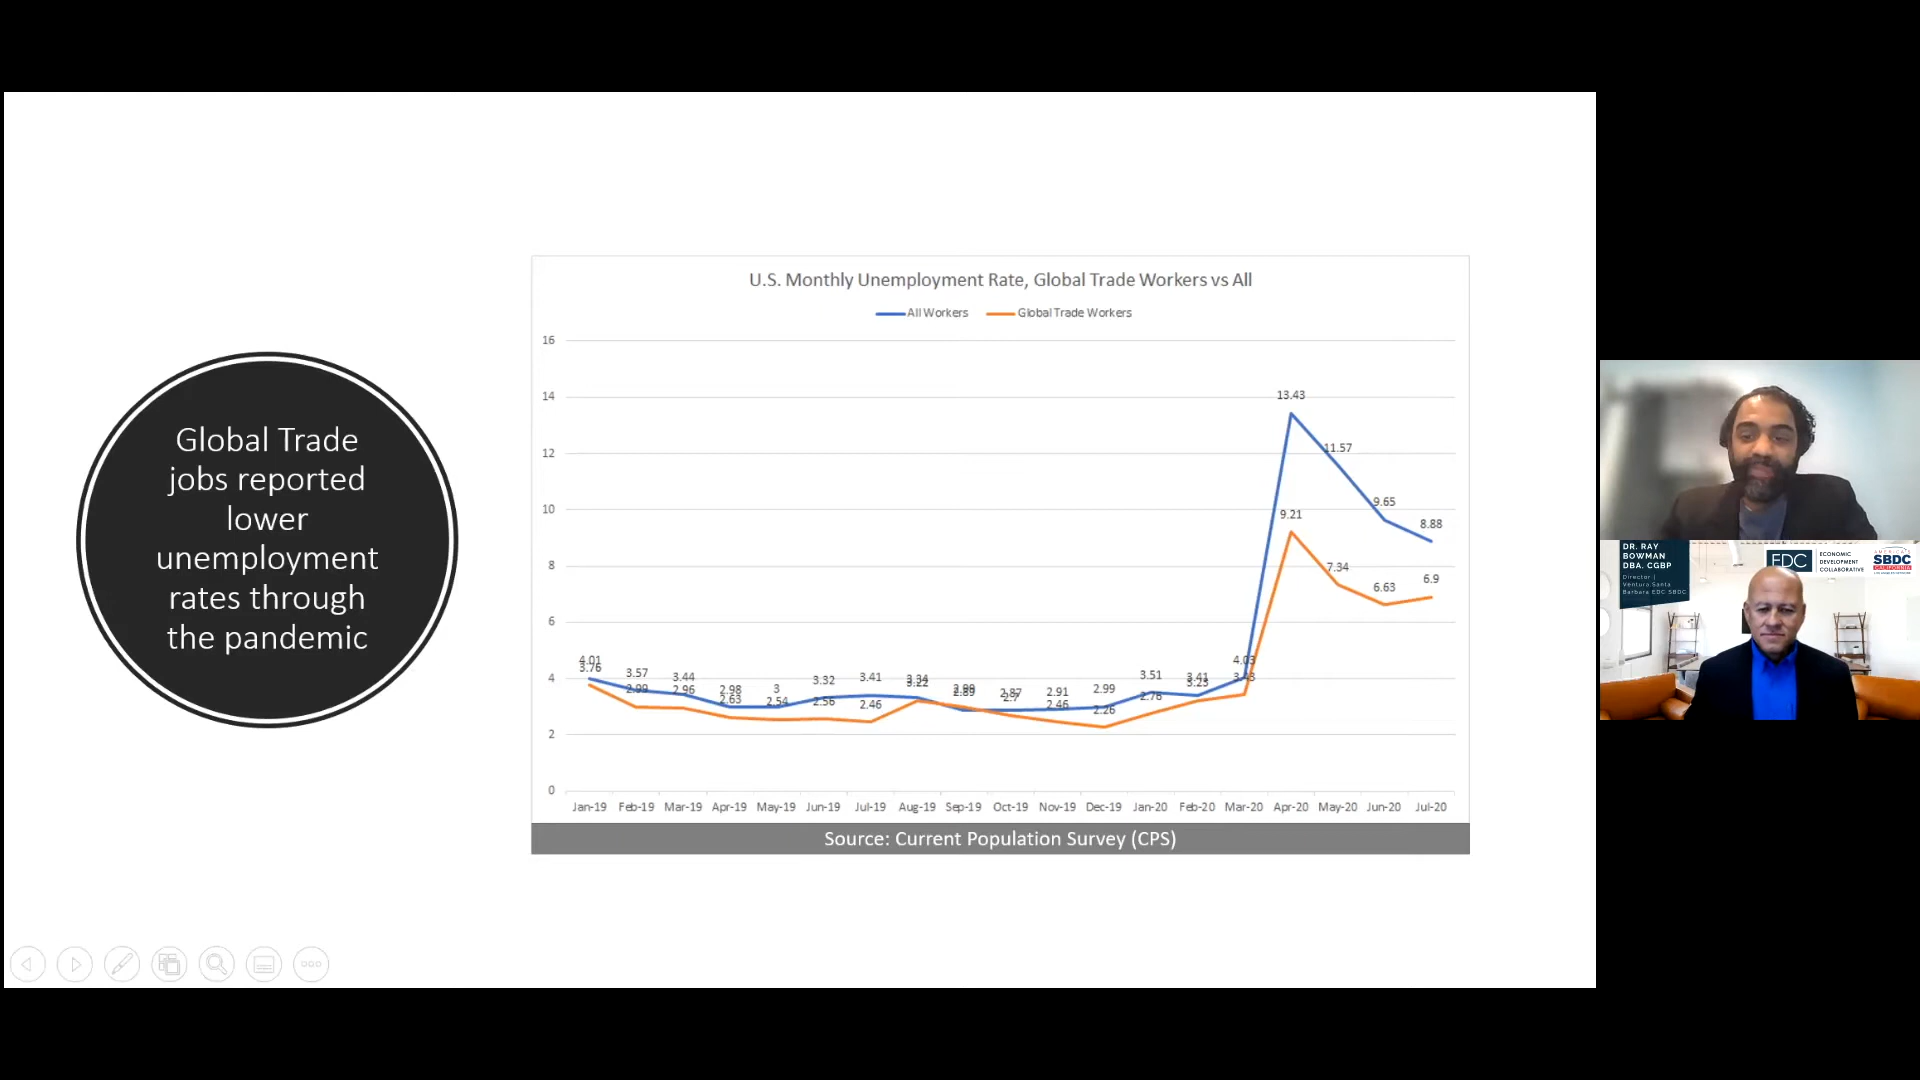 Global Trade
jobs reported
lower
unemployment
rates through
the pandemic
U.S. Monthly Unemployment Rate, Global Trade Workers vs All
All Workers Global Trade Workers
16
14
12
10
8
6
4
2
0
13.43
11.57
9.65
8.88
9.21
7.34
6.63
6.9
4.01 3.57 3.44 2.98 3 3.32 3.41 3.34 2.87 2.91 2.99 3.51 3.41 4.03
3.76 2.99 2.96 2.63 2.54 2.56 2.46 3.22 2.7 2.46 2.26 2.78 3.23 3.43
Jan-19 Feb-19 Mar-19 Apr-19 May-19 Jun-19 Jul-19 Aug-19 Sep-19 Oct-19 Nov-19 Dec-19 Jan-20 Feb-20 Mar-20 Apr-20 May-20 Jun-20 Jul-20
Source: Current Population Survey (CPS)
DR. RAY
BOWMAN
DBA, CGBP
Director |
Ventura Santa
Barbara EDC SBDC
EDC
ECONOMIC
DEVELOPMENT
COLLABORATIVE
AMERICA'S
SBDC
CALIFORNIA